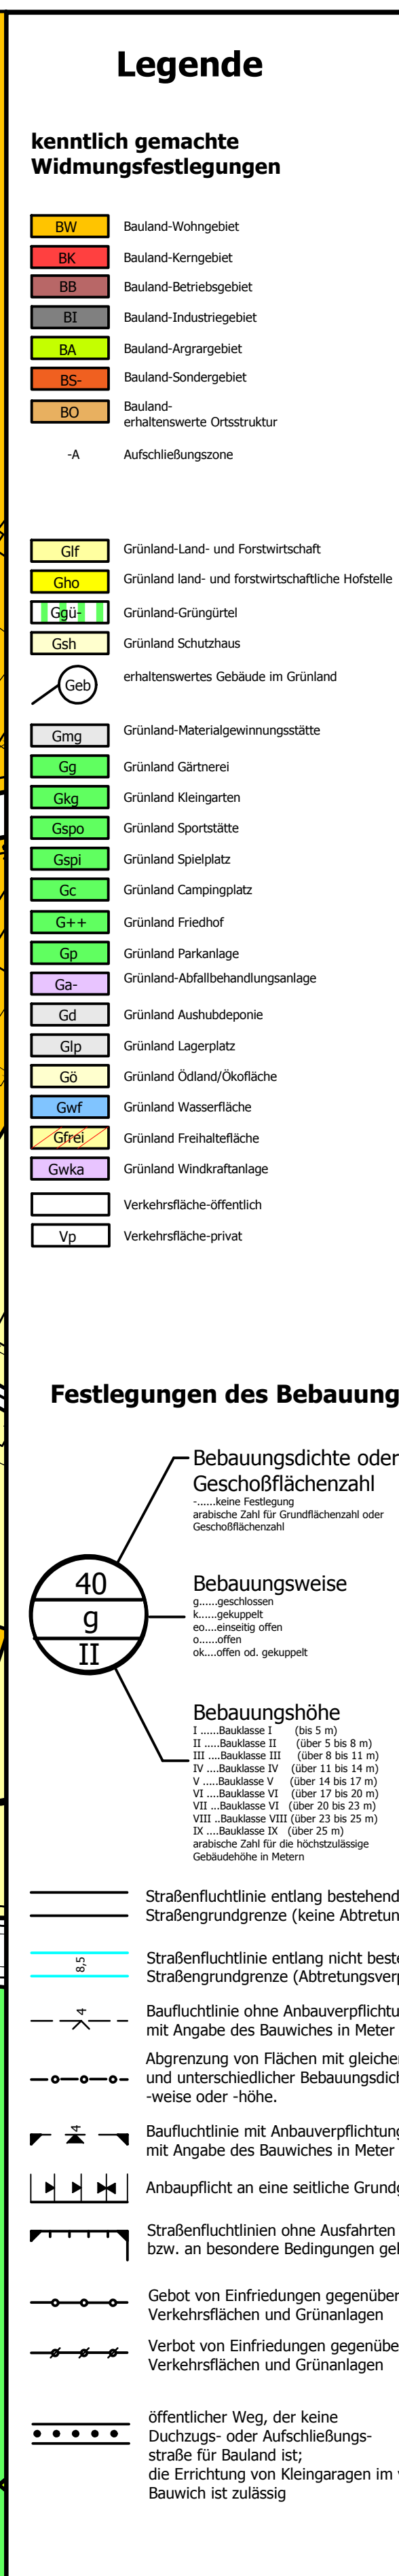 Legende
kenntlich gemachte
Widmungsfestlegungen
BW Bauland-Wohngebiet
BK Bauland-Kerngebiet
BB Bauland-Betriebsgebiet
BI Bauland-Industriegebiet
BA Bauland-Argrargebiet
BS- Bauland-Sondergebiet
BO Bauland-
erhaltenswerte Ortsstruktur
-A Aufschließungszone
Glf Grünland-Land- und Forstwirtschaft
Gho Grünland land- und forstwirtschaftliche Hofstelle
Ggü- Grünland-Grüngürtel
Gsh Grünland Schutzhaus
Geb erhaltenswertes Gebäude im Grünland
Gmg Grünland-Materialgewinnungsstätte
Gg Grünland Gärtnerei
Gkg Grünland Kleingarten
Gspo Grünland Sportstätte
Gspi Grünland Spielplatz
Gc Grünland Campingplatz
G++ Grünland Friedhof
Gp Grünland Parkanlage
Ga- Grünland-Abfallbehandlungsanlage
Gd Grünland Aushubdeponie
Glp Grünland Lagerplatz
Gö Grünland Ödland/Ökofläche
Gwf Grünland Wasserfläche
Gfrei Grünland Freihaltefläche
Gwka Grünland Windkraftanlage
Verkehrsfläche-öffentlich
Vp Verkehrsfläche-privat
Festlegungen des Bebauung
40
g
II
Bebauungsdichte oder
Geschoßflächenzahl
-......keine Festlegung
arabische Zahl für Grundflächenzahl oder
Geschoßflächenzahl
Bebauungsweise
g......geschlossen
k......gekuppelt
eo....einseitig offen
o......offen
ok....offen od. gekuppelt
Bebauungshöhe
I ......Bauklasse I (bis 5 m)
II .....Bauklasse II (über 5 bis 8 m)
III ....Bauklasse III (über 8 bis 11 m)
IV ....Bauklasse IV (über 11 bis 14 m)
V .....Bauklasse V (über 14 bis 17 m)
VI ....Bauklasse VI (über 17 bis 20 m)
VII ...Bauklasse VI (über 20 bis 23 m)
VIII ..Bauklasse VIII (über 23 bis 25 m)
IX ....Bauklasse IX (über 25 m)
arabische Zahl für die höchstzulässige
Gebäudehöhe in Metern
Straßenfluchtlinie entlang bestehend
Straßengrundgrenze (keine Abtretun
8,5
Straßenfluchtlinie entlang nicht beste
Straßengrundgrenze (Abtretungsver
4
Baufluchtlinie ohne Anbauverpflichtu
mit Angabe des Bauwiches in Meter
Abgrenzung von Flächen mit gleicher
und unterschiedlicher Bebauungsdic
-weise oder -höhe.
4
Baufluchtlinie mit Anbauverpflichtung
mit Angabe des Bauwiches in Meter
Anbaupflicht an eine seitliche Grund
Straßenfluchtlinien ohne Ausfahrten
bzw. an besondere Bedingungen gel
Gebot von Einfriedungen gegenüber
Verkehrsflächen und Grünanlagen
Verbot von Einfriedungen gegenübe
Verkehrsflächen und Grünanlagen
öffentlicher Weg, der keine
Duchzugs- oder Aufschließungs-
straße für Bauland ist;
die Errichtung von Kleingaragen im
Bauwich ist zulässig